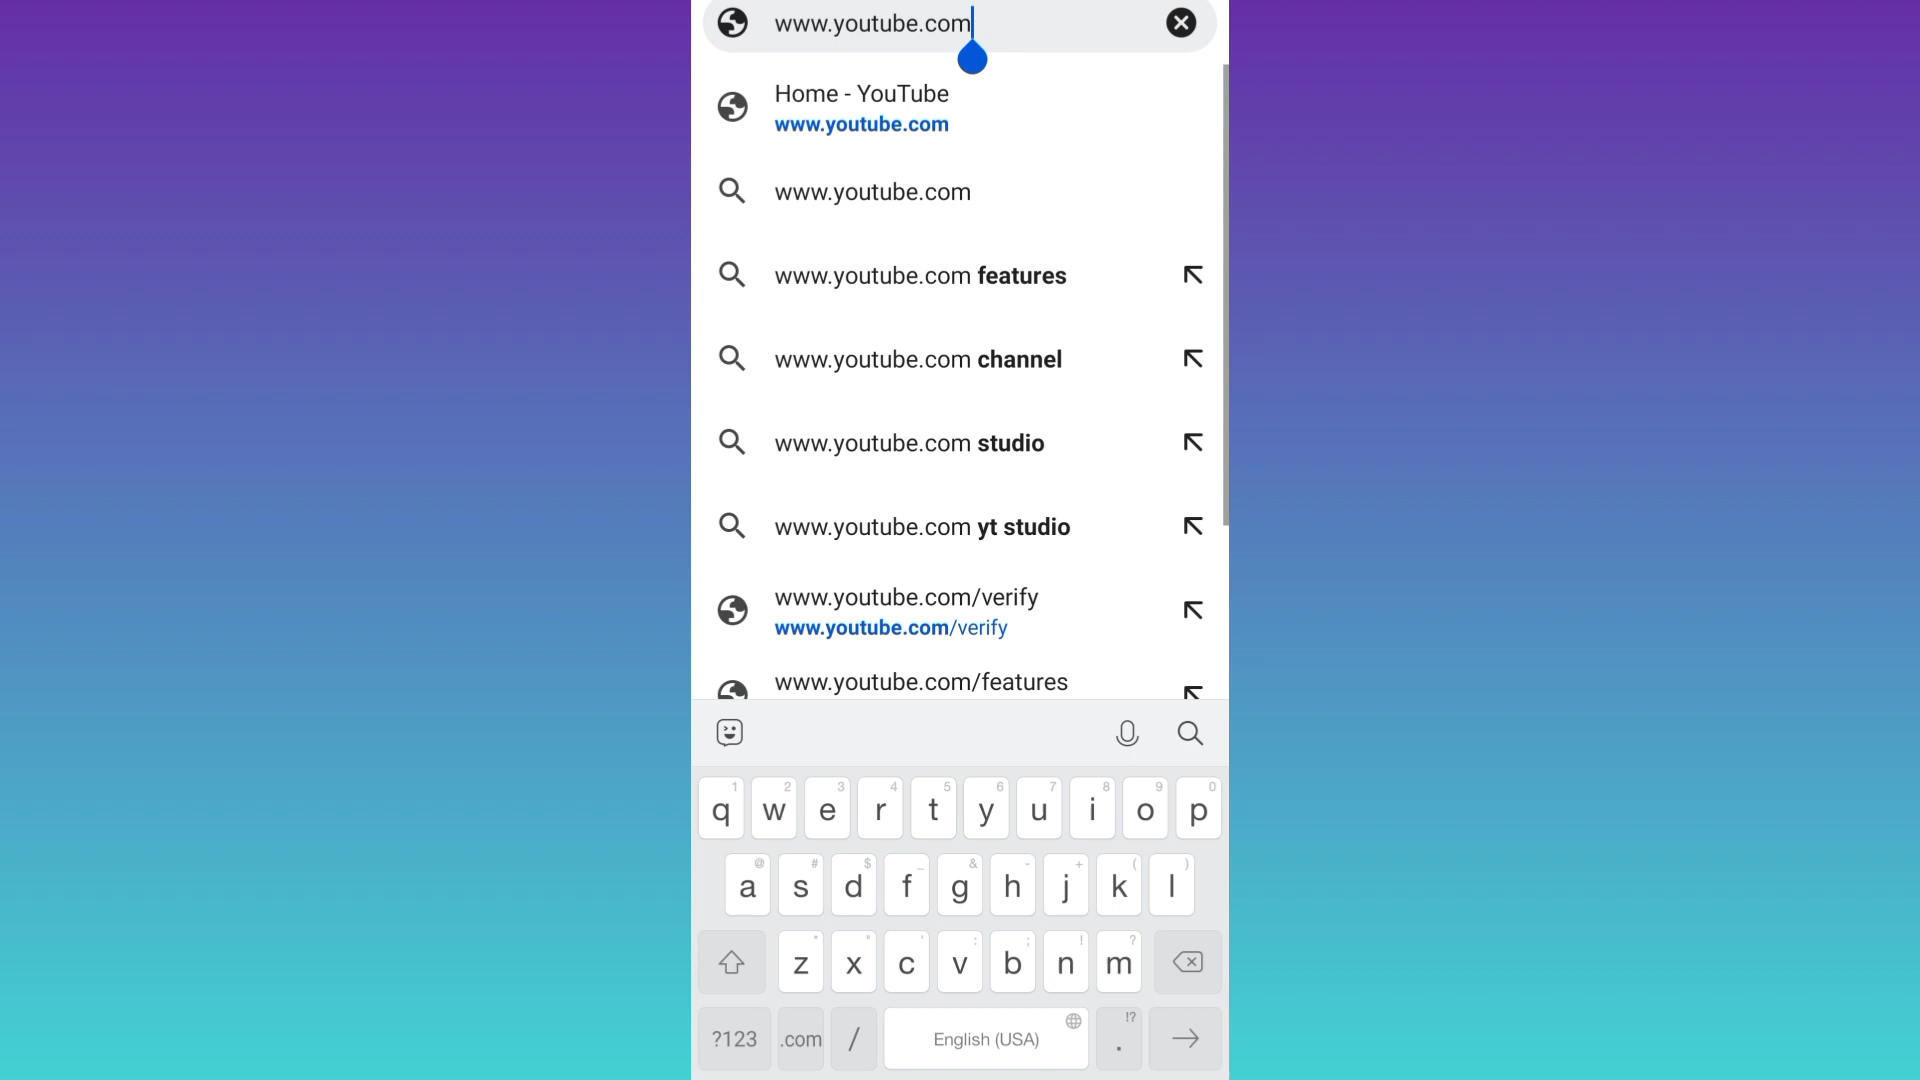 www.youtube.com
Home - YouTube
www.youtube.com
www.youtube.com
www.youtube.com features
www.youtube.com channel
www.youtube.com studio
www.youtube.com yt studio
www.youtube.com/verify
www.youtube.com/verify
www.youtube.com/features
1 2 3 4 5 6 7 8 9 0
q w e r t y u i o p
@ # $ _ & - + ( )
a s d f g h j k l
* " ' : ; ! ?
z x c v b n m
!?
?123 .com / English (USA) .